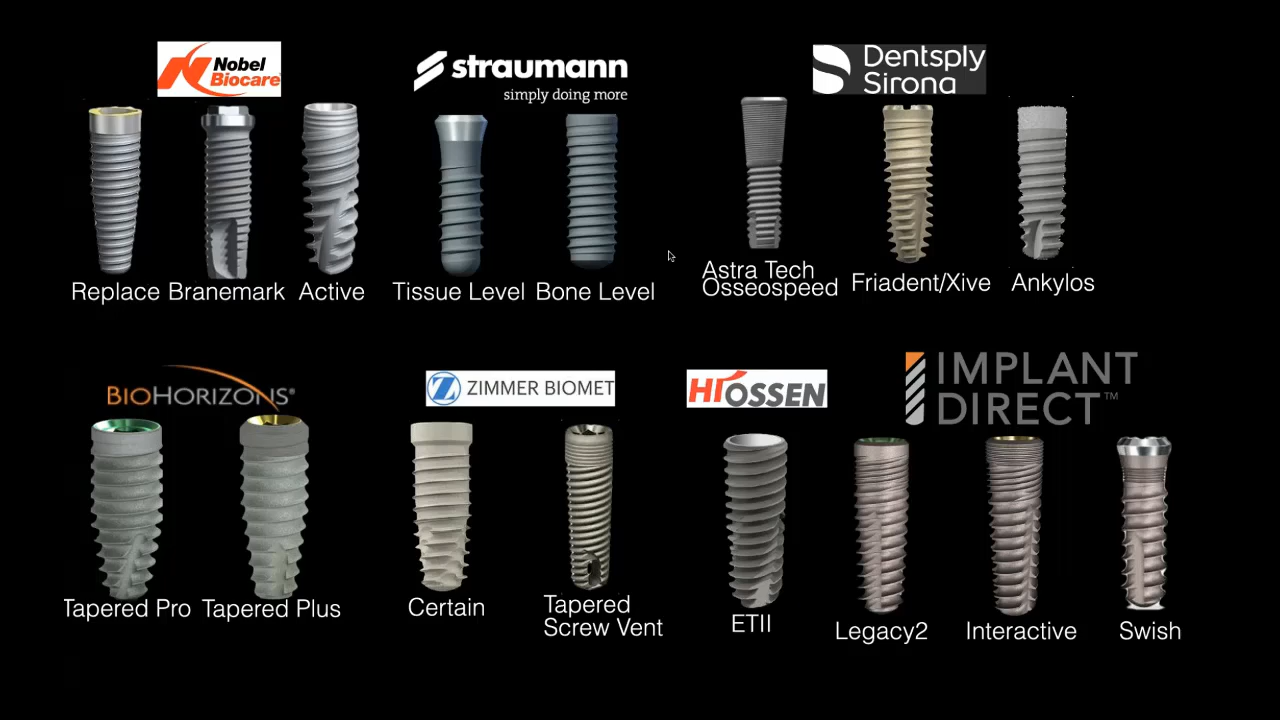 Nobel
Biocare
straumann
simply doing more
Dentsply
Sirona
Replace
Branemark
Active
Tissue Level
Bone Level
Astra Tech
Osseospeed
Friadent/Xive
Ankylos
BIOHORIZONS®
Z ZIMMER BIOMET
HIOSSEN
IMPLANT
DIRECT™
Tapered Pro
Tapered Plus
Certain
Tapered
Screw Vent
ETII
Legacy2
Interactive
Swish